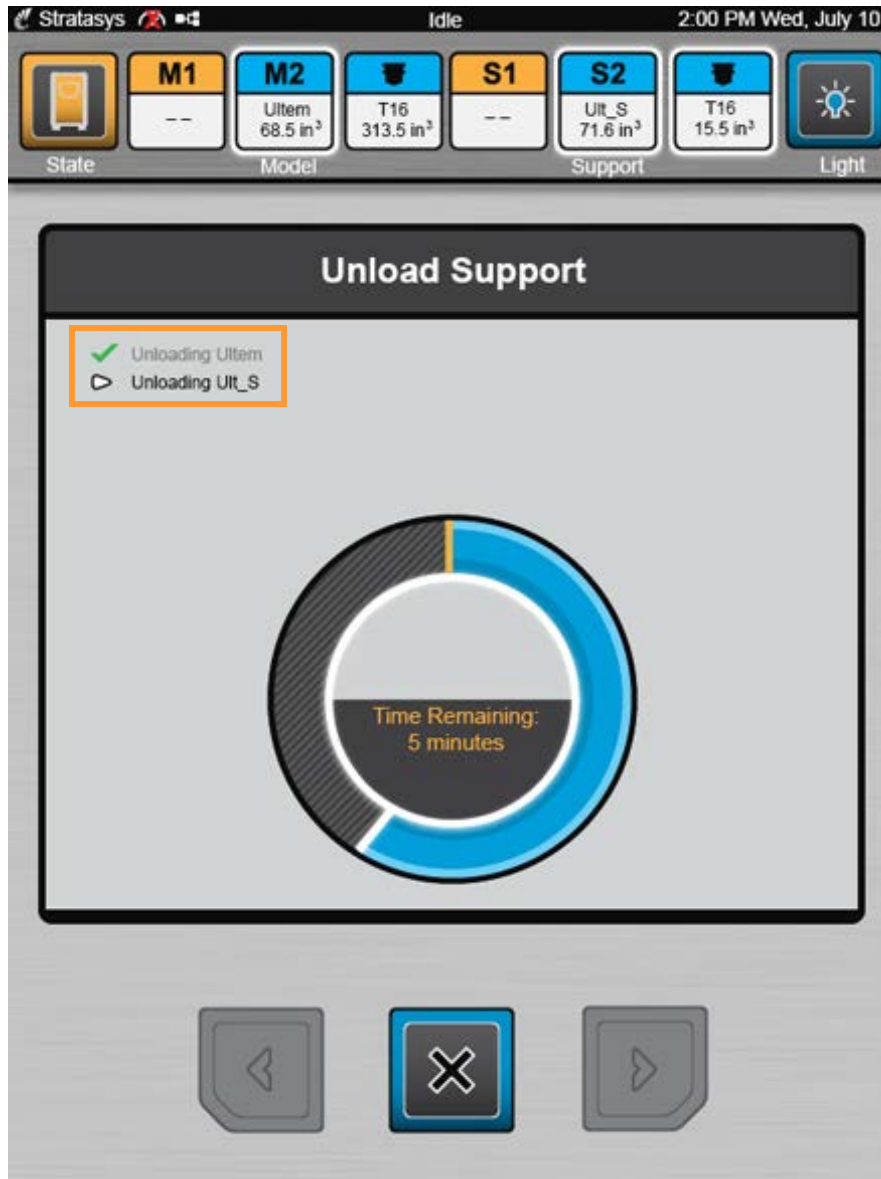 Stratasys Idle 2:00 PM Wed, July 10
M1 M2 S1 S2
-- Ultem T16 -- Ult_S T16
68.5 in³ 313.5 in³ 71.6 in³ 15.5 in³
State Model Support Light
Unload Support
Unloading Ultem
Unloading Ult_S
Time Remaining:
5 minutes